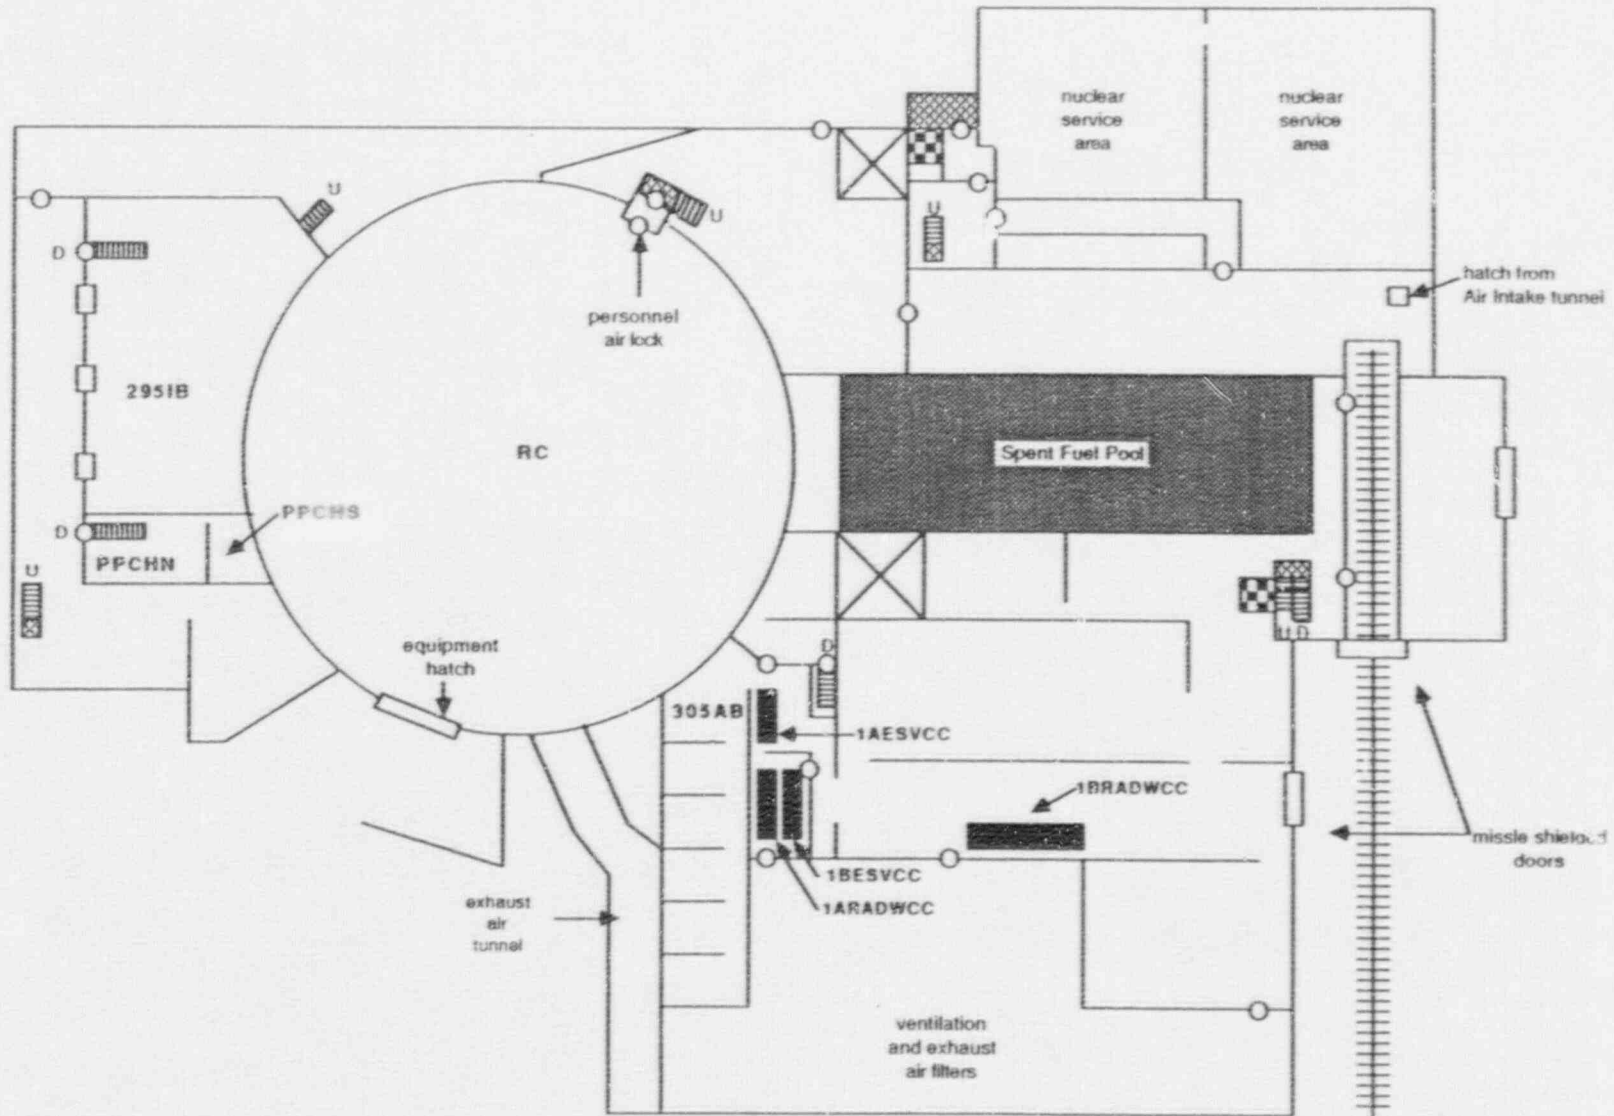 nuclear
service
area
nuclear
service
area
U
U
U
D
hatch from
Air Intake tunnel
personnel
air lock
295IB
RC
Spent Fuel Pool
PPCHS
D
PPCHN
U
equipment
hatch
U D
D
305AB
1AESVCC
1BRADWCC
missle shielded
doors
1BESVCC
1ARADWCC
exhaust
air
tunnel
ventilation
and exhaust
air filters